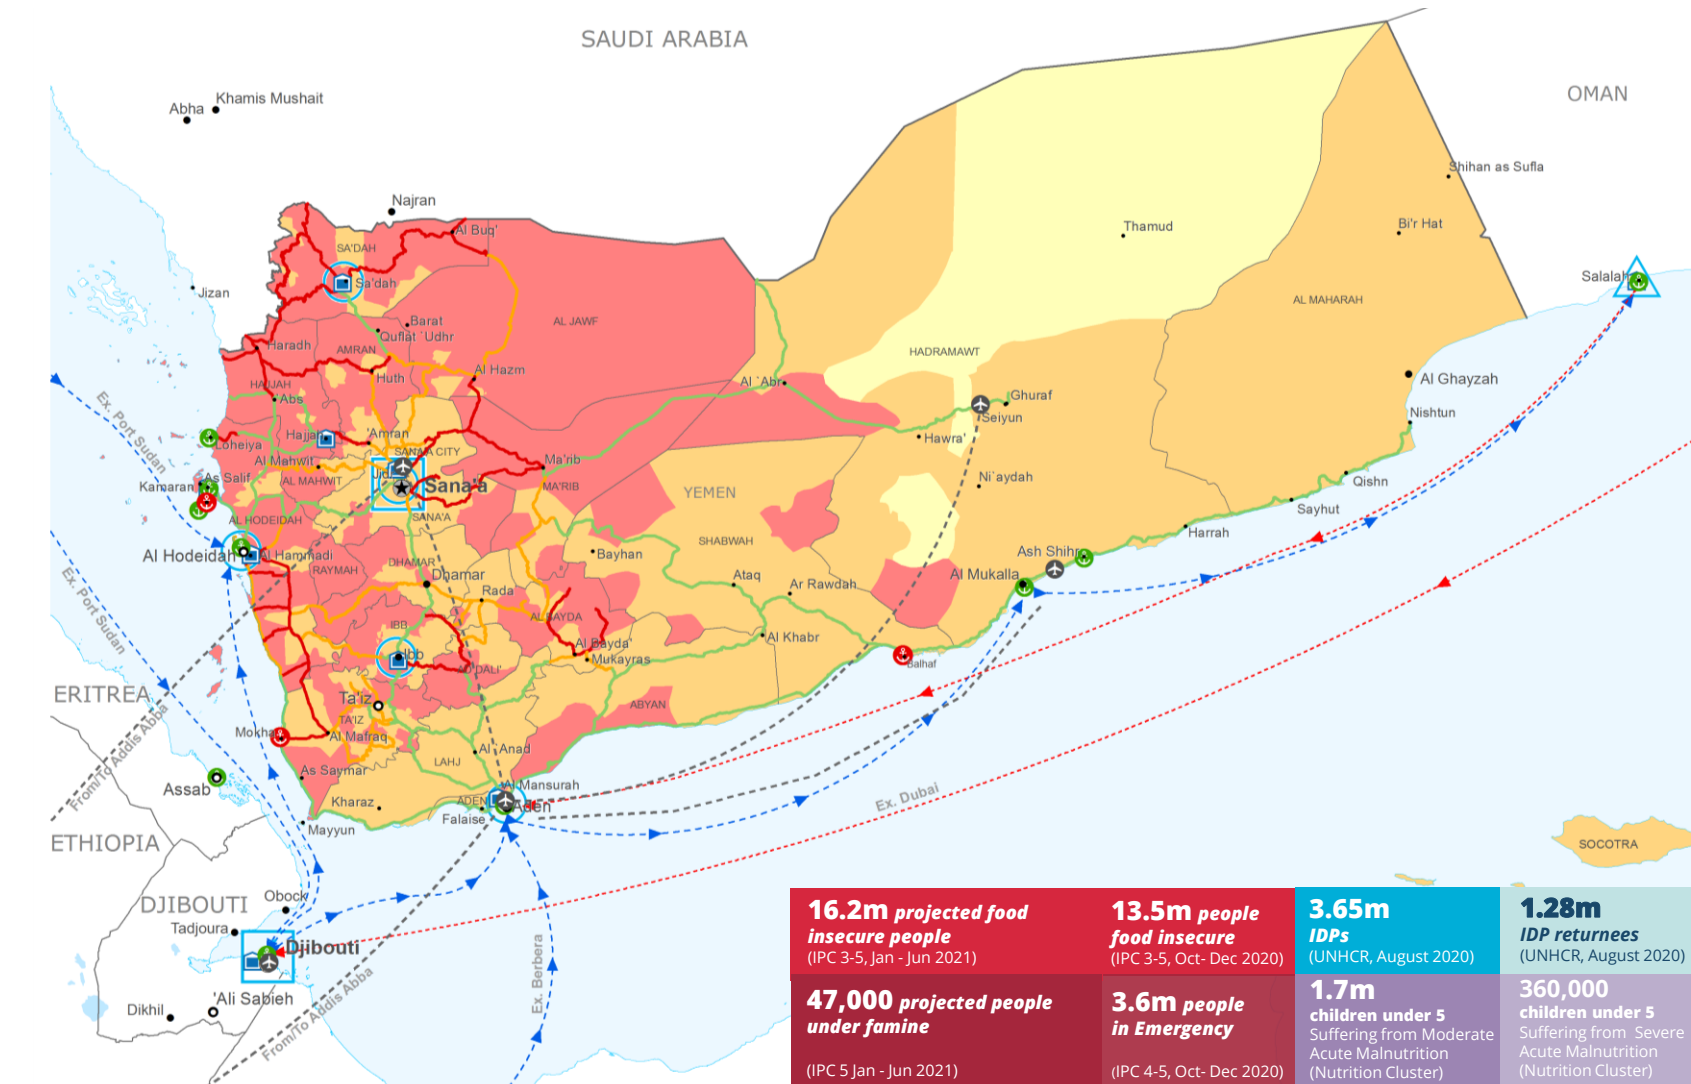 SAUDI ARABIA
OMAN
Khamis Mushait
Abha
Shihan as Sufla
Najran
Bi'r Hat
Thamud
Al Buq'
SA'DAH
Sa'dah
Salalah
Jizan
AL MAHARAH
Barat
AL JAWF
Quflat `Udhr
Haradh
AMRAN
HADRAMAWT
Al Hazm
Huth
Al `Abr
Al Ghayzah
HAJJAH
'Abs
Ghuraf
Seiyun
Nishtun
Ex. Port Sudan
Loheiya
Hajjah
'Amran
Hawra'
SANA'A CITY
Al Mahwit
Ma'rib
As Salif
Kamaran
AL MAHWIT
Sana'a
MA'RIB
YEMEN
Ni`aydah
Qishn
Sayhut
AL HODEIDAH
SANA'A
Harrah
SHABWAH
Al Hodeidah
Al Hammadi
Bayhan
Ash Shihr
RAYMAH
DHAMAR
Dhamar
Ataq
Ar Rawdah
Al Mukalla
Ex. Port Sudan
Rada
AL BAYDA
IBB
Ibb
Al Bayda'
Mukayras
Al Khabr
Balhaf
AD DALI'
ERITREA
Ta'iz
TA'IZ
ABYAN
Mokha
Al Mafraq
From/To Addis Abba
Al `Anad
LAHJ
As Saymar
Assab
Al Mansurah
Kharaz
ADEN
Aden
Falaise
Ex. Dubai
Mayyun
ETHIOPIA
SOCOTRA
DJIBOUTI
Obock
Tadjoura
Djibouti
Ex. Berbera
'Ali Sabieh
Dikhil
From/To Addis Abba
16.2m projected food
insecure people
(IPC 3-5, Jan - Jun 2021)
13.5m people
food insecure
(IPC 3-5, Oct- Dec 2020)
3.65m
IDPs
(UNHCR, August 2020)
1.28m
IDP returnees
(UNHCR, August 2020)
47,000 projected people
under famine
(IPC 5 Jan - Jun 2021)
3.6m people
in Emergency
(IPC 4-5, Oct- Dec 2020)
1.7m
children under 5
Suffering from Moderate
Acute Malnutrition
(Nutrition Cluster)
360,000
children under 5
Suffering from Severe
Acute Malnutrition
(Nutrition Cluster)